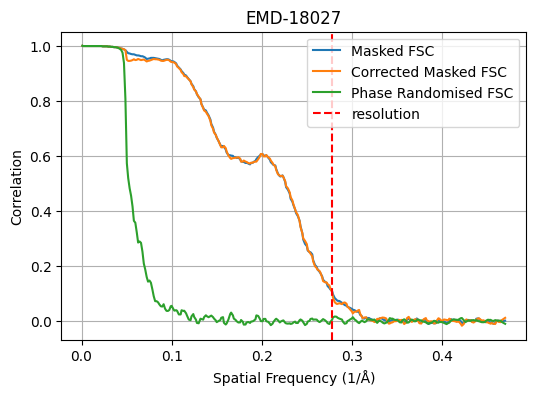 EMD-18027
Masked FSC
Corrected Masked FSC
Phase Randomised FSC
resolution
Correlation
1.0
0.8
0.6
0.4
0.2
0.0
0.0 0.1 0.2 0.3 0.4
Spatial Frequency (1/Å)